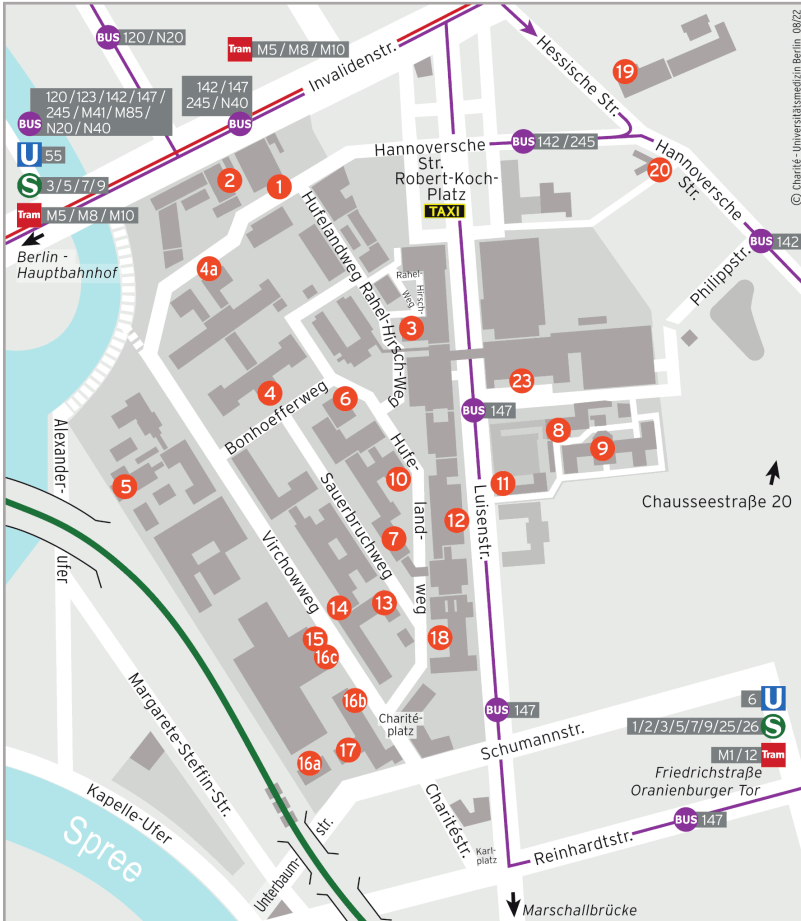 BUS 120 / N20
Tram M5 / M8 / M10
Invalidenstr.
120 / 123 / 142 / 147 /
245 / M41 / M85 /
N20 / N40
BUS
142 / 147
245 / N40
BUS
U 55
S 3/5/7/9
Tram M5 / M8 / M10
Berlin -
Hauptbahnhof
Hessische Str.
19
© Charité - Universitätsmedizin Berlin 08/22
Hannoversche
Str.
BUS 142 / 245
Robert-Koch-
Platz
TAXI
20
Hannoversche
Str.
BUS 142
Philippstr.
2
1
Hufelandweg
4a
Rahel-Hirsch-Weg
Rahel-
Hirsch-
Weg
3
23
BUS 147
4
Bonhoefferweg
6
8
9
Alexander-
ufer
5
Hufe-
land-
weg
10
11
Luisenstr.
12
Chausseestraße 20
Sauerbruchweg
7
Virchowweg
14
13
15
16c
18
16b
Charité-
platz
17
16a
Margarete-Steffin-Str.
Kapelle-Ufer
Spree
Unterbaum-
str.
Schumannstr.
BUS 147
6 U
1/2/3/5/7/9/25/26 S
M1 / 12 Tram
Friedrichstraße
Oranienburger Tor
Charitéstr.
Karl-
platz
Reinhardtstr.
BUS 147
Marschallbrücke